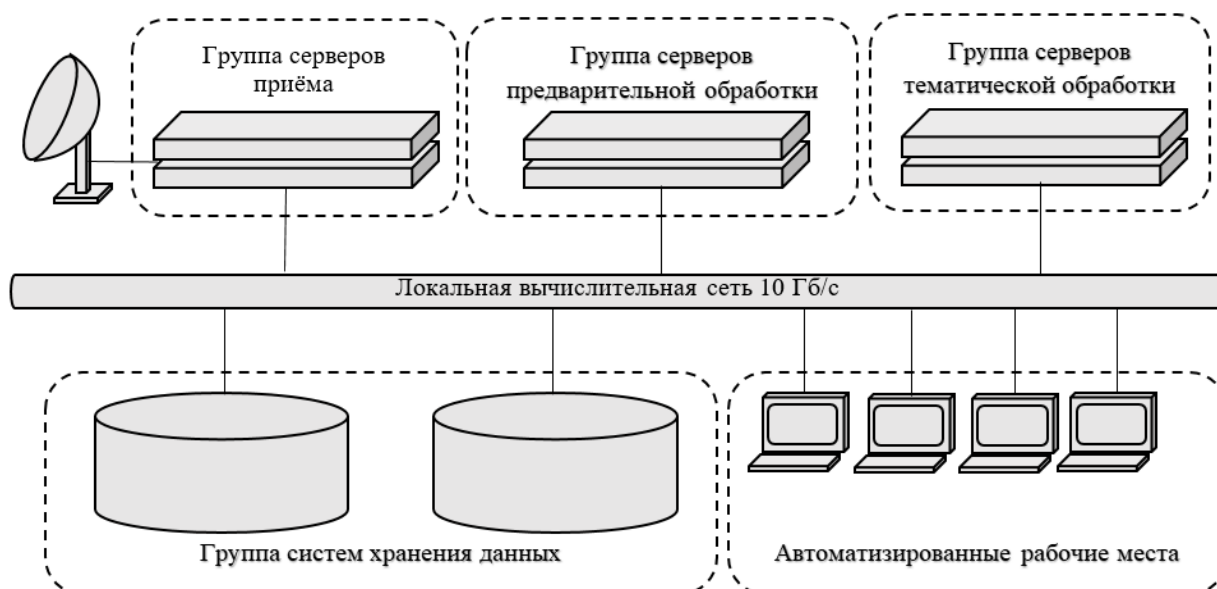 Группа серверов
приёма
Группа серверов
предварительной обработки
Группа серверов
тематической обработки
Локальная вычислительная сеть 10 Гб/с
Группа систем хранения данных
Автоматизированные рабочие места